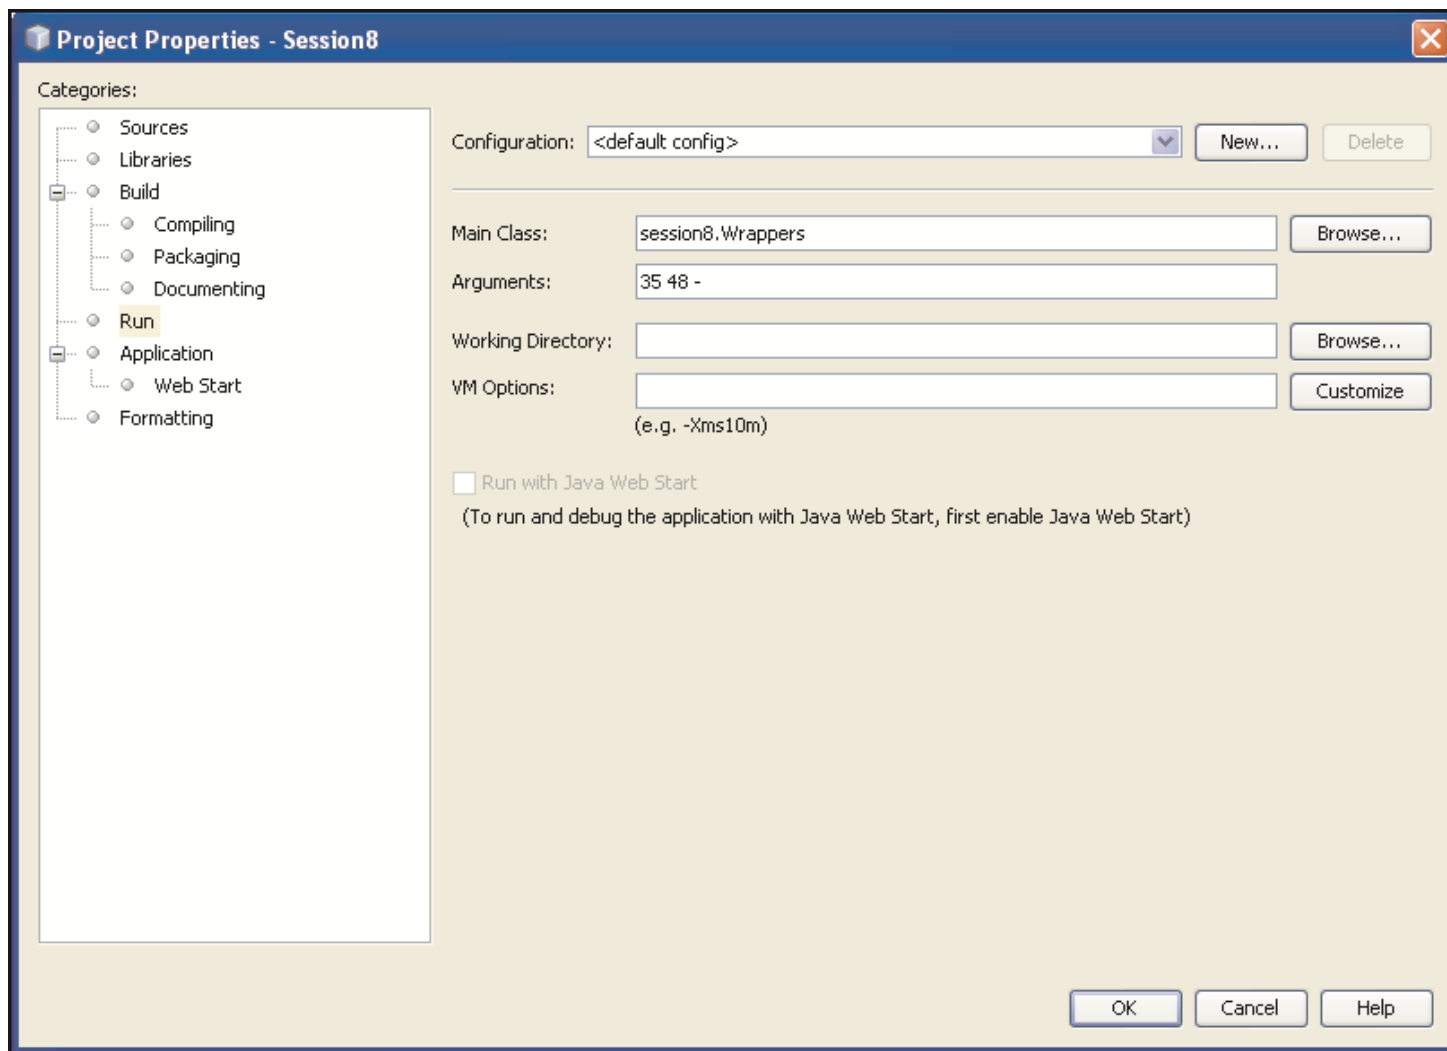 Project Properties - Session8
Categories:
Sources
Libraries
Build
Compiling
Packaging
Documenting
Run
Application
Web Start
Formatting
Configuration: <default config> New... Delete
Main Class: session8.Wrappers Browse...
Arguments: 35 48 -
Working Directory: Browse...
VM Options: Customize
(e.g. -Xms10m)
Run with Java Web Start
(To run and debug the application with Java Web Start, first enable Java Web Start)
OK Cancel Help